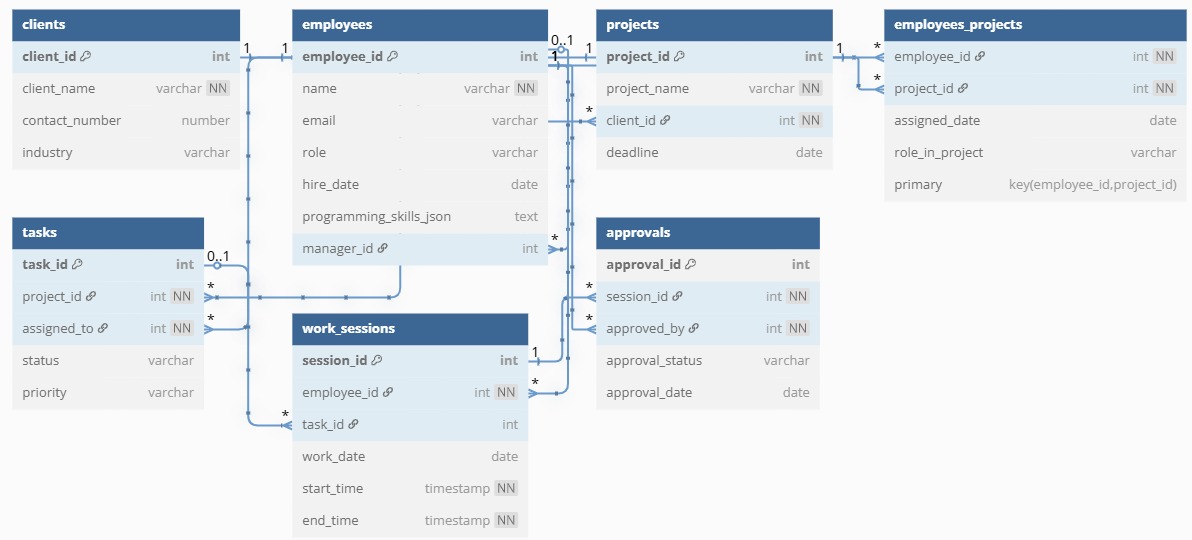 clients
client_id int
client_name varchar NN
contact_number number
industry varchar
employees
employee_id int
name varchar NN
email varchar
role varchar
hire_date date
programming_skills_json text
manager_id int
projects
project_id int
project_name varchar NN
client_id int NN
deadline date
employees_projects
employee_id int NN
project_id int NN
assigned_date date
role_in_project varchar
primary key(employee_id,project_id)
tasks
task_id int
project_id int NN
assigned_to int NN
status varchar
priority varchar
work_sessions
session_id int
employee_id int NN
task_id int
work_date date
start_time timestamp NN
end_time timestamp NN
approvals
approval_id int
session_id int NN
approved_by int NN
approval_status varchar
approval_date date
1
1
0..1
1
1
1
*
*
*
*
0..1
*
*
*
1
*
*
*